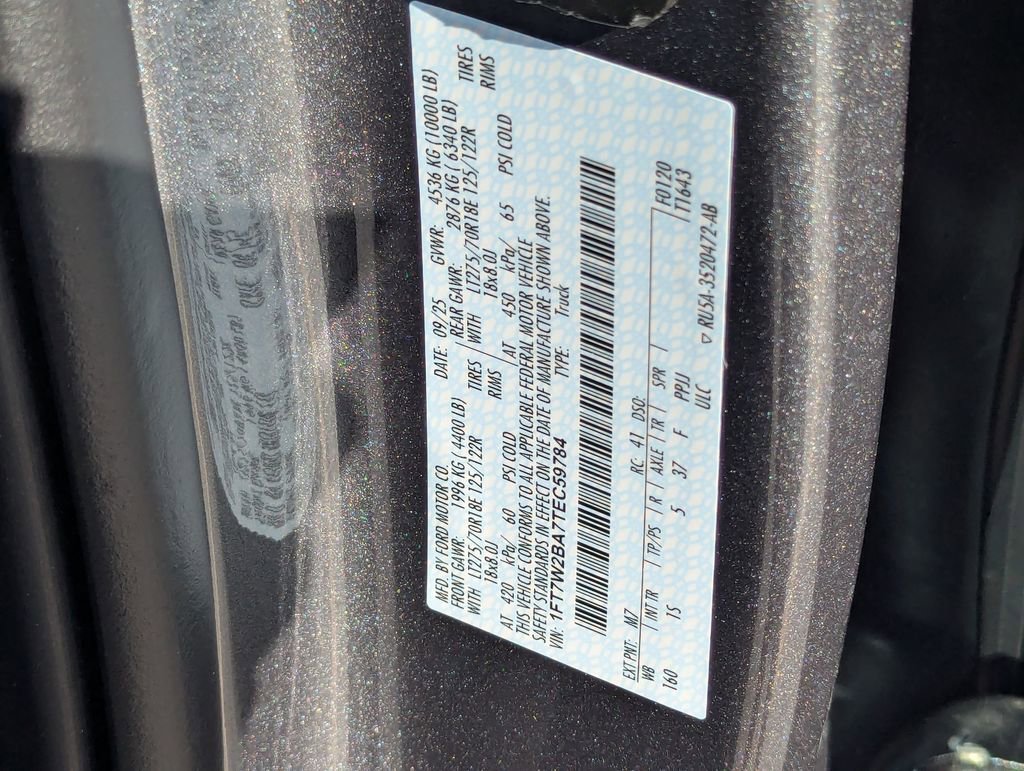 MFD. BY FORD MOTOR CO. DATE: 09/25 GVWR: 4536 KG (10000 LB)
FRONT GAWR: 1996 KG (4400 LB) REAR GAWR: 2876 KG (6340 LB)
WITH LT275/70R18E 125/122R TIRES WITH LT275/70R18E 125/122R TIRES
18x8.0J RIMS 18x8.0J RIMS
AT 420 kPa/ 60 PSI COLD AT 450 kPa/ 65 PSI COLD
THIS VEHICLE CONFORMS TO ALL APPLICABLE FEDERAL MOTOR VEHICLE
SAFETY STANDARDS IN EFFECT ON THE DATE OF MANUFACTURE SHOWN ABOVE.
VIN: 1FT7W2BA7TEC59784 TYPE: Truck
EXT PNT: M7 RC: 41 DSO:
WB INT TR TP/PS R AXLE TR SPR F0120
160 1S 5 37 F PPJJ T1643
ULC
RU5A-3520472-AB